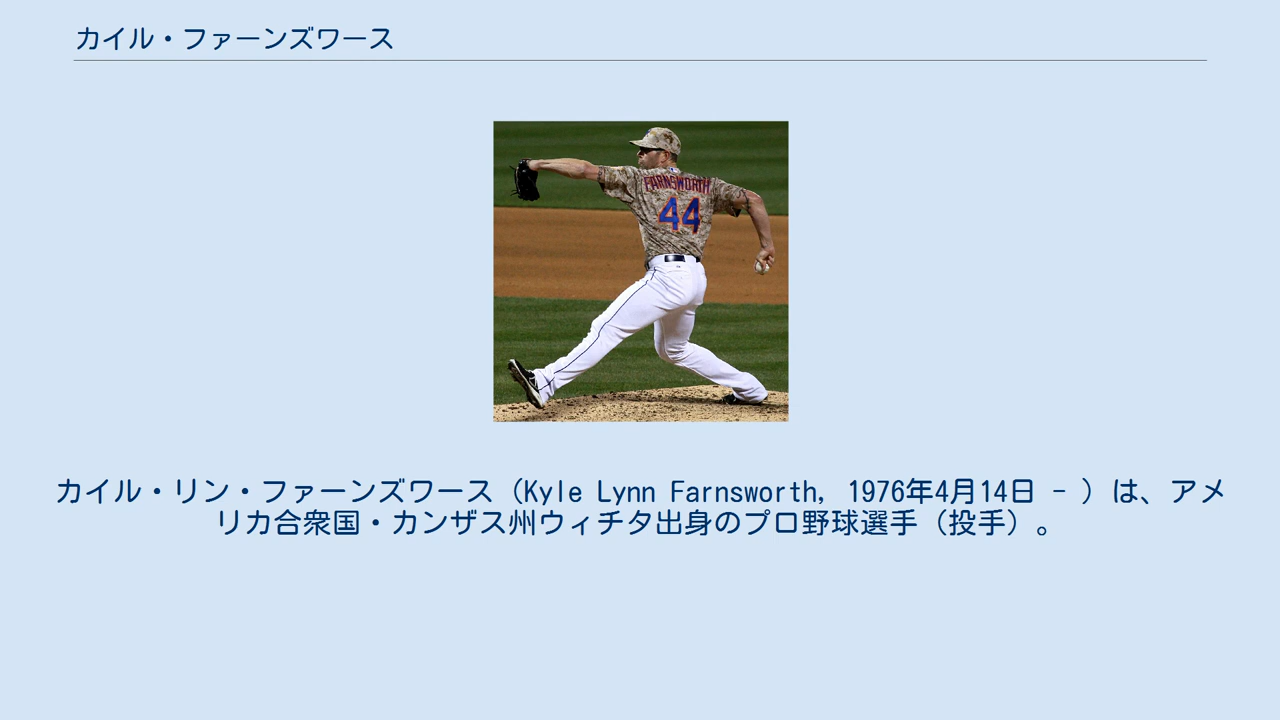 カイル・ファーンズワース
FARNSWORTH
44
カイル・リン・ファーンズワース（Kyle Lynn Farnsworth, 1976年4月14日 - ）は、アメ
リカ合衆国・カンザス州ウィチタ出身のプロ野球選手（投手）。